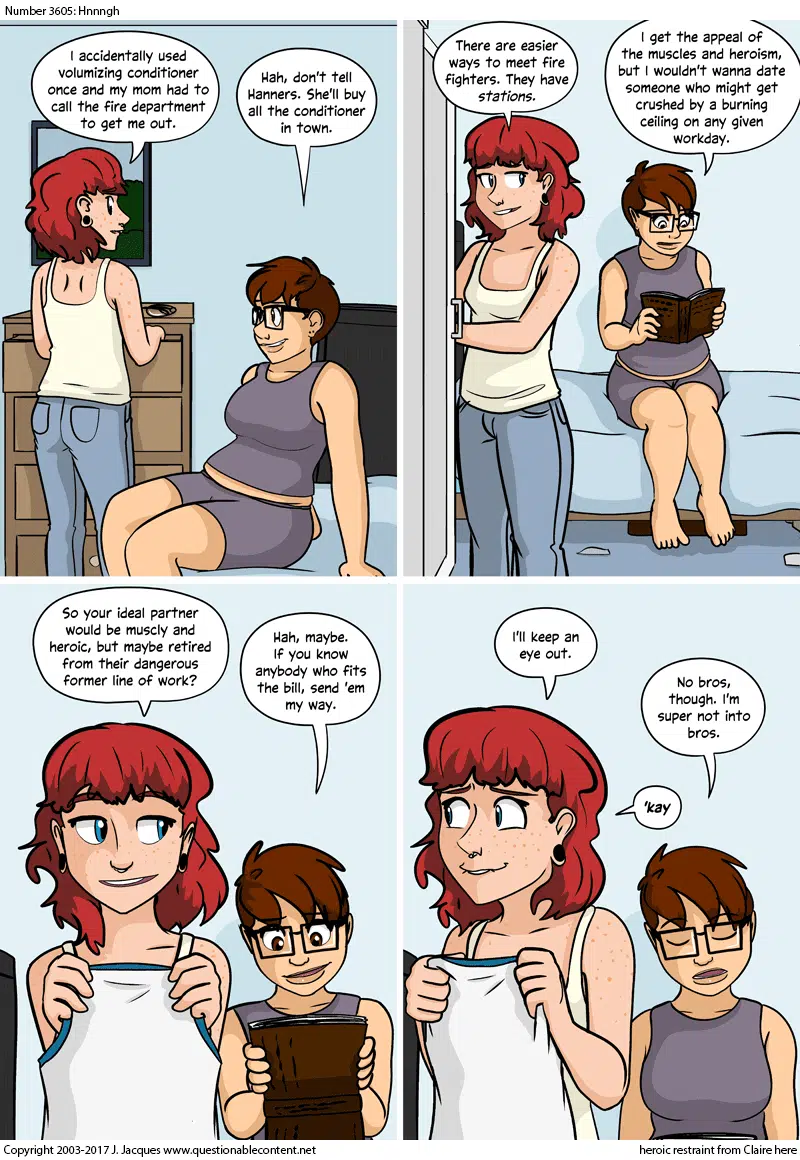 Number 3605: Hnnngh
I accidentally used
volumizing conditioner
once and my mom had to
call the fire department
to get me out.
Hah, don't tell
Hanners. She'll buy
all the conditioner
in town.
There are easier
ways to meet fire
fighters. They have
stations.
I get the appeal of
the muscles and heroism,
but I wouldn't wanna date
someone who might get
crushed by a burning
ceiling on any given
workday.
So your ideal partner
would be muscly and
heroic, but maybe retired
from their dangerous
former line of work?
Hah, maybe.
If you know
anybody who fits
the bill, send 'em
my way.
I'll keep an
eye out.
No bros,
though. I'm
super not into
bros.
'kay
Copyright 2003-2017 J. Jacques www.questionablecontent.net
heroic restraint from Claire here